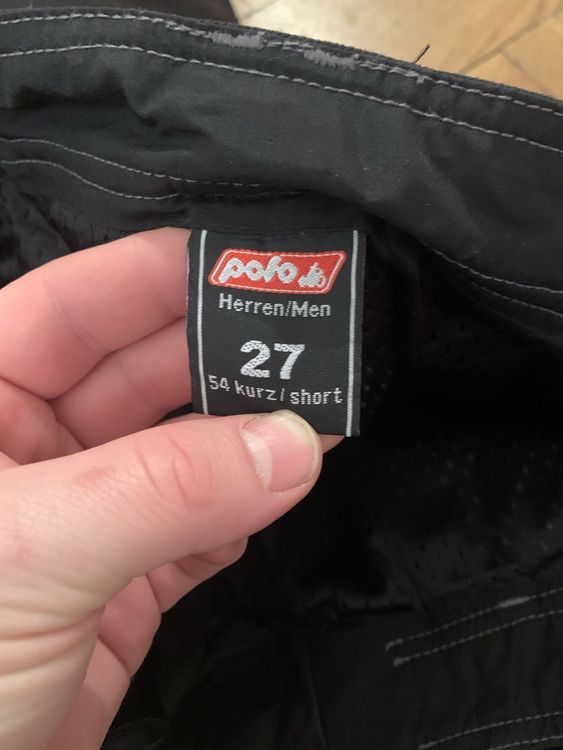 polo
Herren/Men
27
54 kurz/short